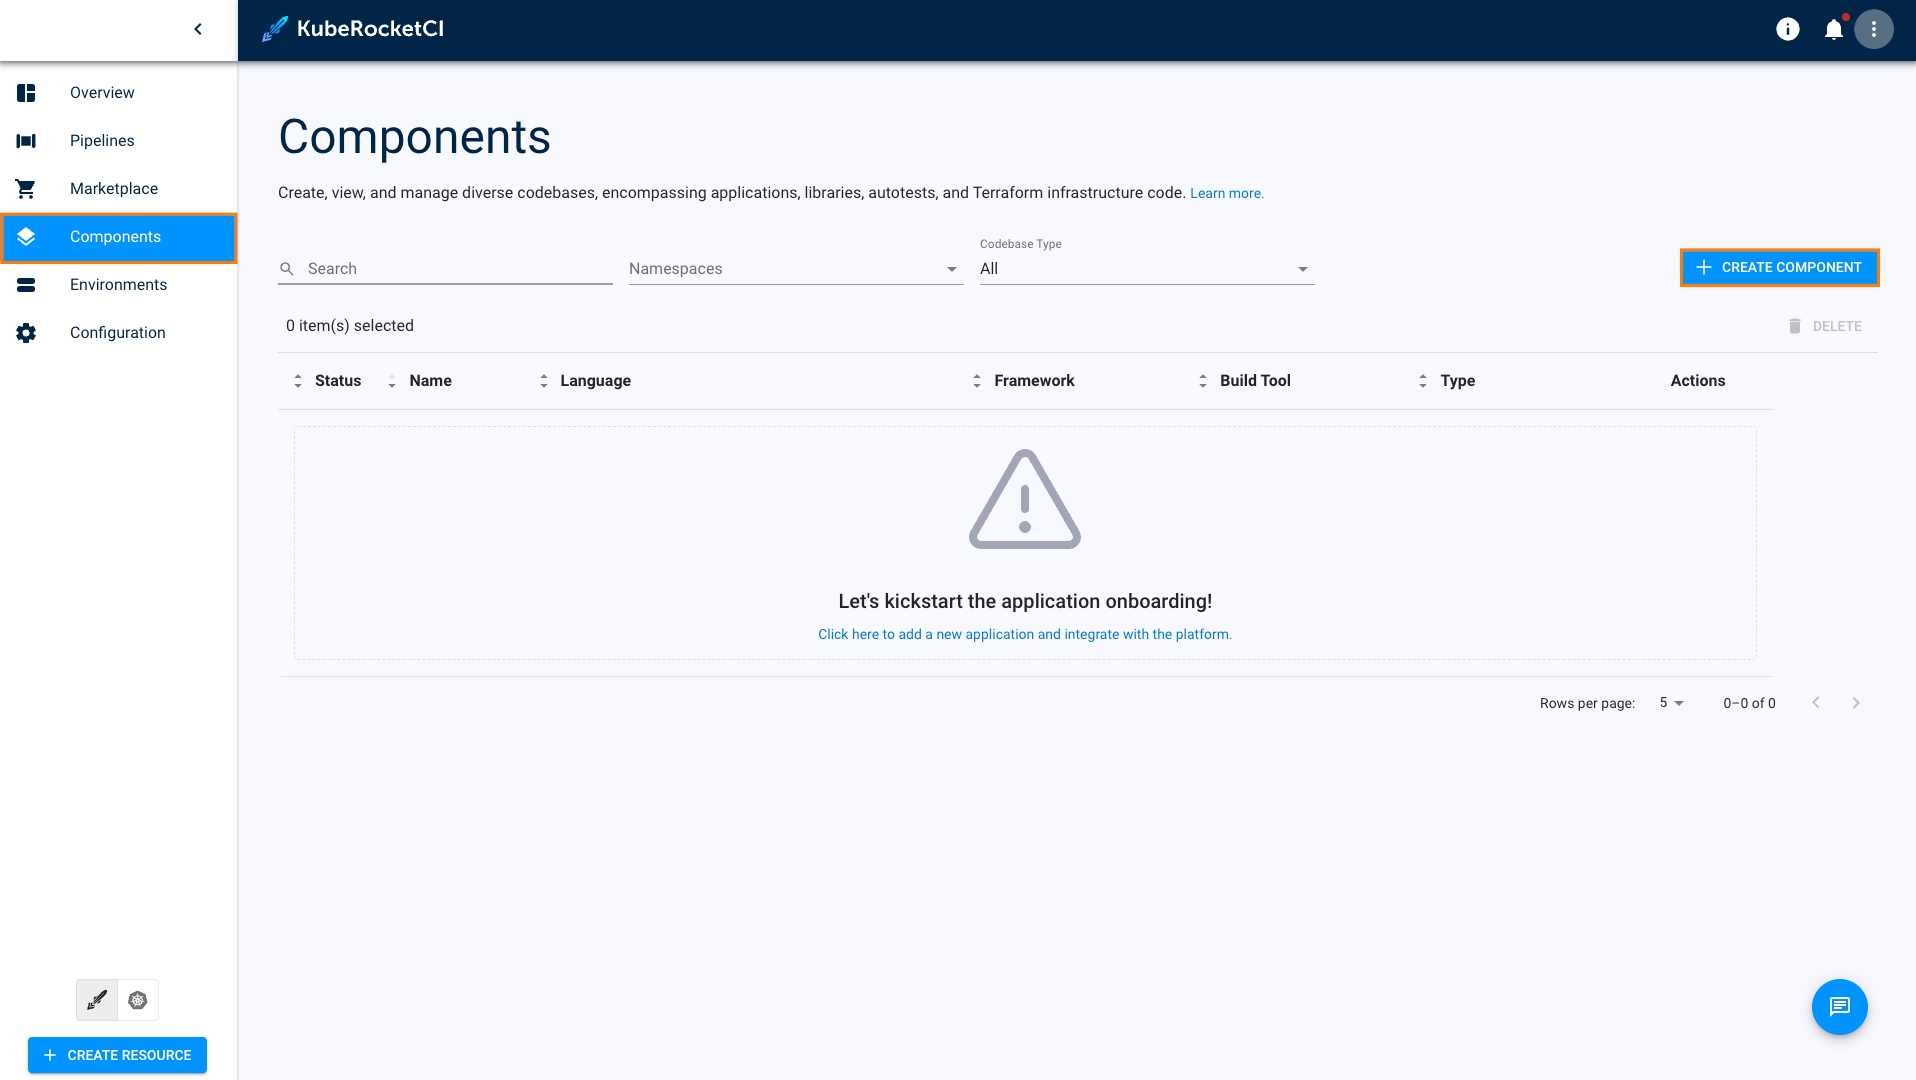 KubeRocketCI
Overview
Pipelines
Marketplace
Components
Environments
Configuration
Components
Create, view, and manage diverse codebases, encompassing applications, libraries, autotests, and Terraform infrastructure code. Learn more.
Search
Namespaces
Codebase Type
All
CREATE COMPONENT
0 item(s) selected
DELETE
Status Name Language Framework Build Tool Type Actions
Let's kickstart the application onboarding!
Click here to add a new application and integrate with the platform.
Rows per page: 5 0–0 of 0
CREATE RESOURCE